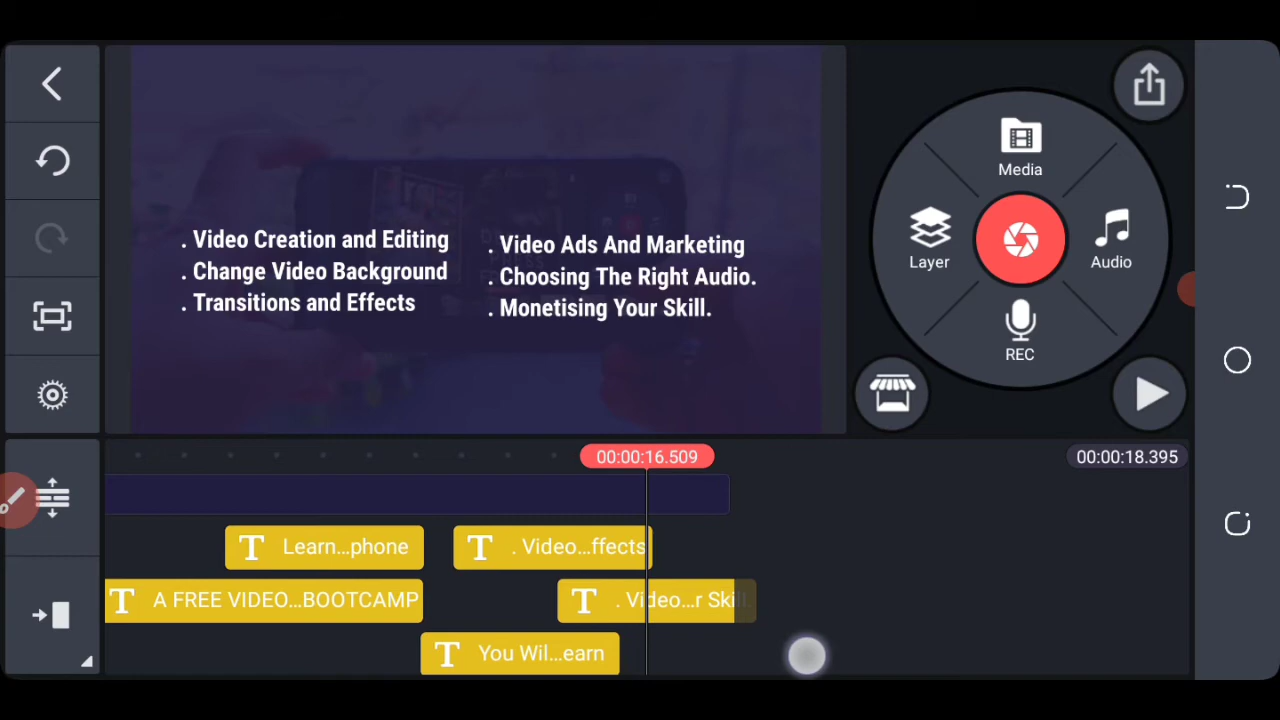 Media
Layer
Audio
REC
. Video Creation and Editing
. Change Video Background
. Transitions and Effects
. Video Ads And Marketing
. Choosing The Right Audio.
. Monetising Your Skill.
00:00:16.509
00:00:18.395
T Learn...phone
T . Video...ffects
T A FREE VIDEO...BOOTCAMP
T . Video...r Skill.
T You Wil...earn